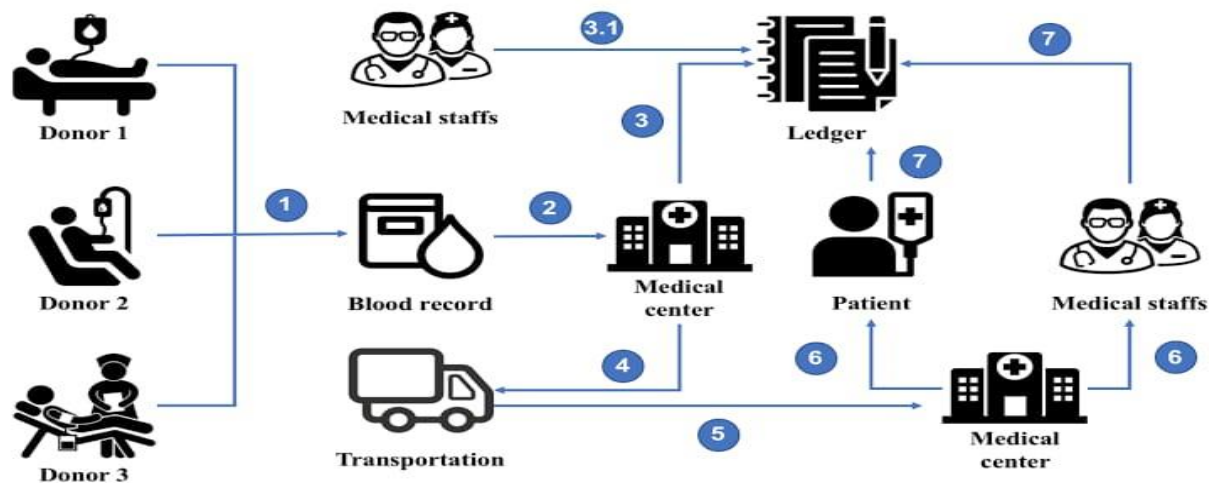 3.1
7
Donor 1
Medical staffs
3
Ledger
7
1
2
Donor 2
Blood record
Medical
center
Patient
Medical staffs
4
6
6
5
Donor 3
Transportation
Medical
center